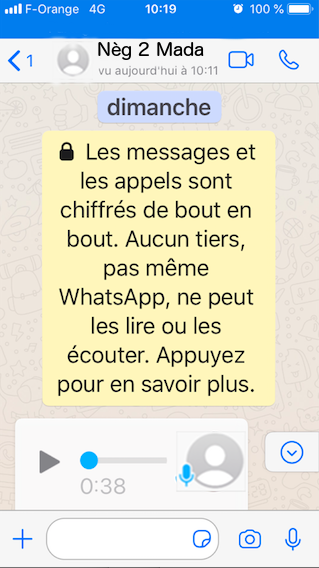 F-Orange 4G 10:19 100 %
1 Nèg 2 Mada
vu aujourd'hui à 10:11
dimanche
Les messages et
les appels sont
chiffrés de bout en
bout. Aucun tiers,
pas même
WhatsApp, ne peut
les lire ou les
écouter. Appuyez
pour en savoir plus.
0:38